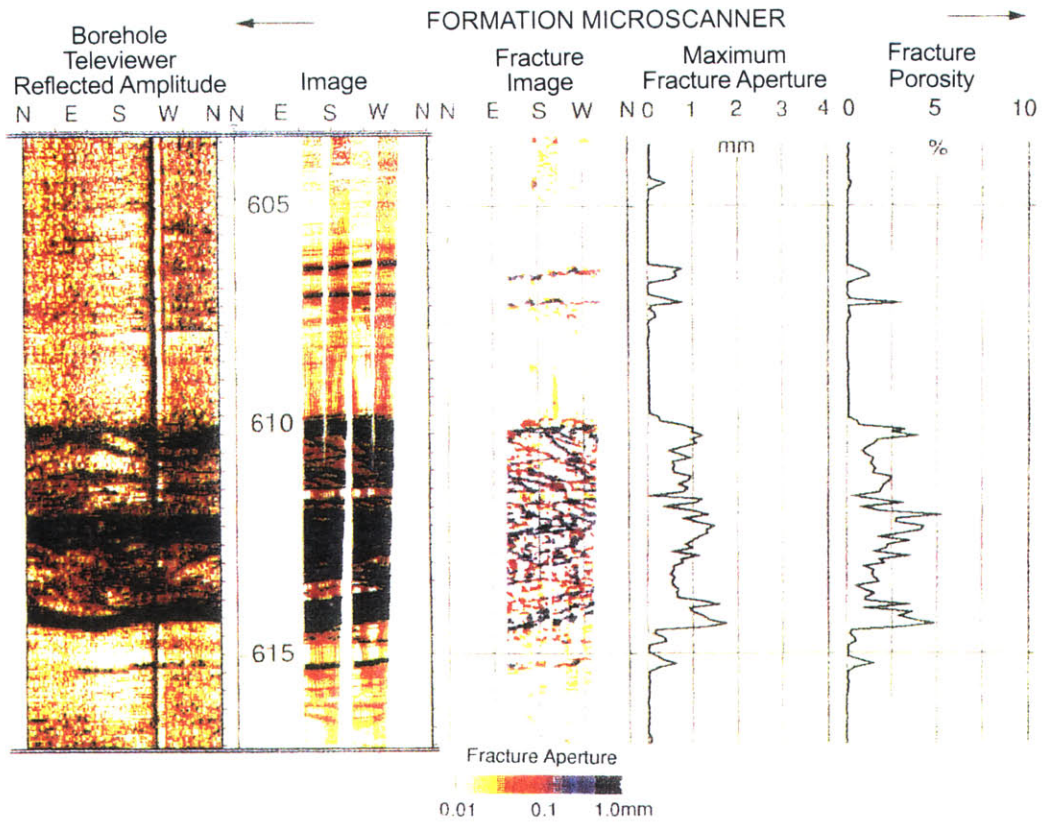 FORMATION MICROSCANNER
Borehole
Televiewer
Reflected Amplitude
Image
Fracture
Image
Maximum
Fracture Aperture
Fracture
Porosity
N E S W N N E S W N N E S W N 0 1 2 3 4 0 5 10
mm %
605
610
615
Fracture Aperture
0.01 0.1 1.0mm